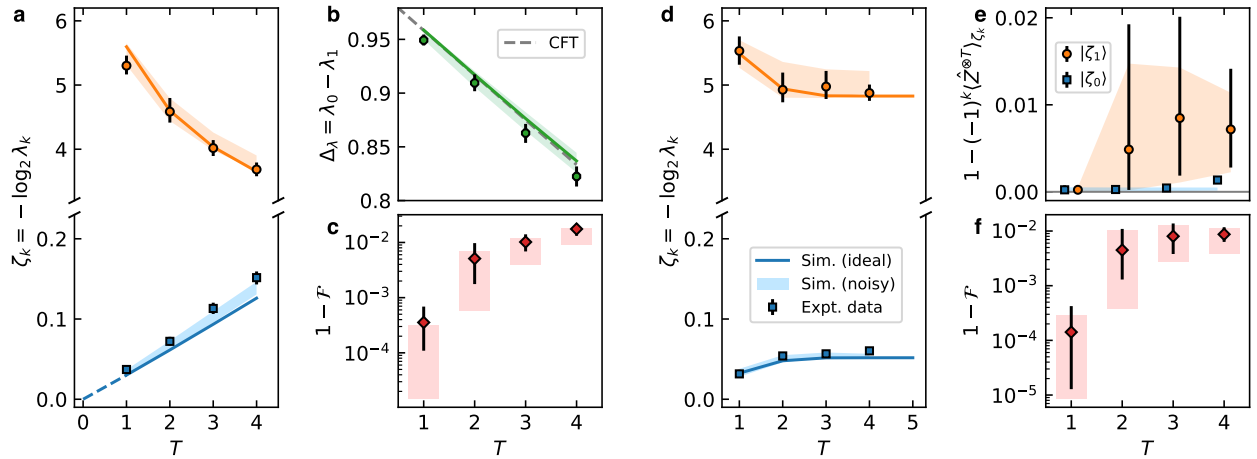 a
6
5
4
0.2
0.1
0.0
ζ_k = − log_2 λ_k
0 1 2 3 4
T
b
0.95
0.90
0.85
0.8
Δ_λ = λ_0 − λ_1
CFT
c
10^−2
10^−3
10^−4
1 − ℱ
1 2 3 4
T
d
6
5
4
0.2
0.1
0.0
ζ_k = − log_2 λ_k
Sim. (ideal)
Sim. (noisy)
Expt. data
1 2 3 4 5
T
e
0.02
0.01
0.00
1 − (−1)^k ⟨Ẑ^⊗T⟩_ζ_k
|ζ_1⟩
|ζ_0⟩
f
10^−2
10^−3
10^−4
10^−5
1 − ℱ
1 2 3 4
T